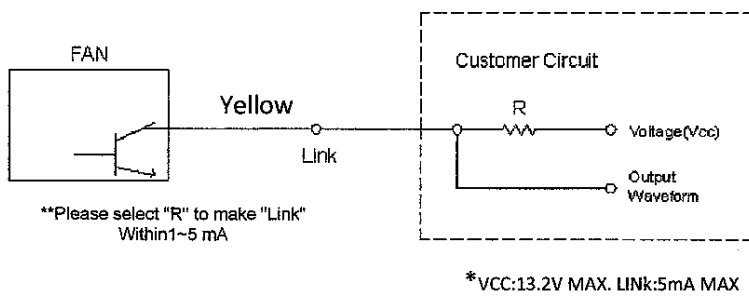 FAN
Customer Circuit
Yellow
R
Voltage(Vcc)
Link
Output
Waveform
**Please select "R" to make "Link"
Within1~5 mA
*VCC:13.2V MAX. LINk:5mA MAX